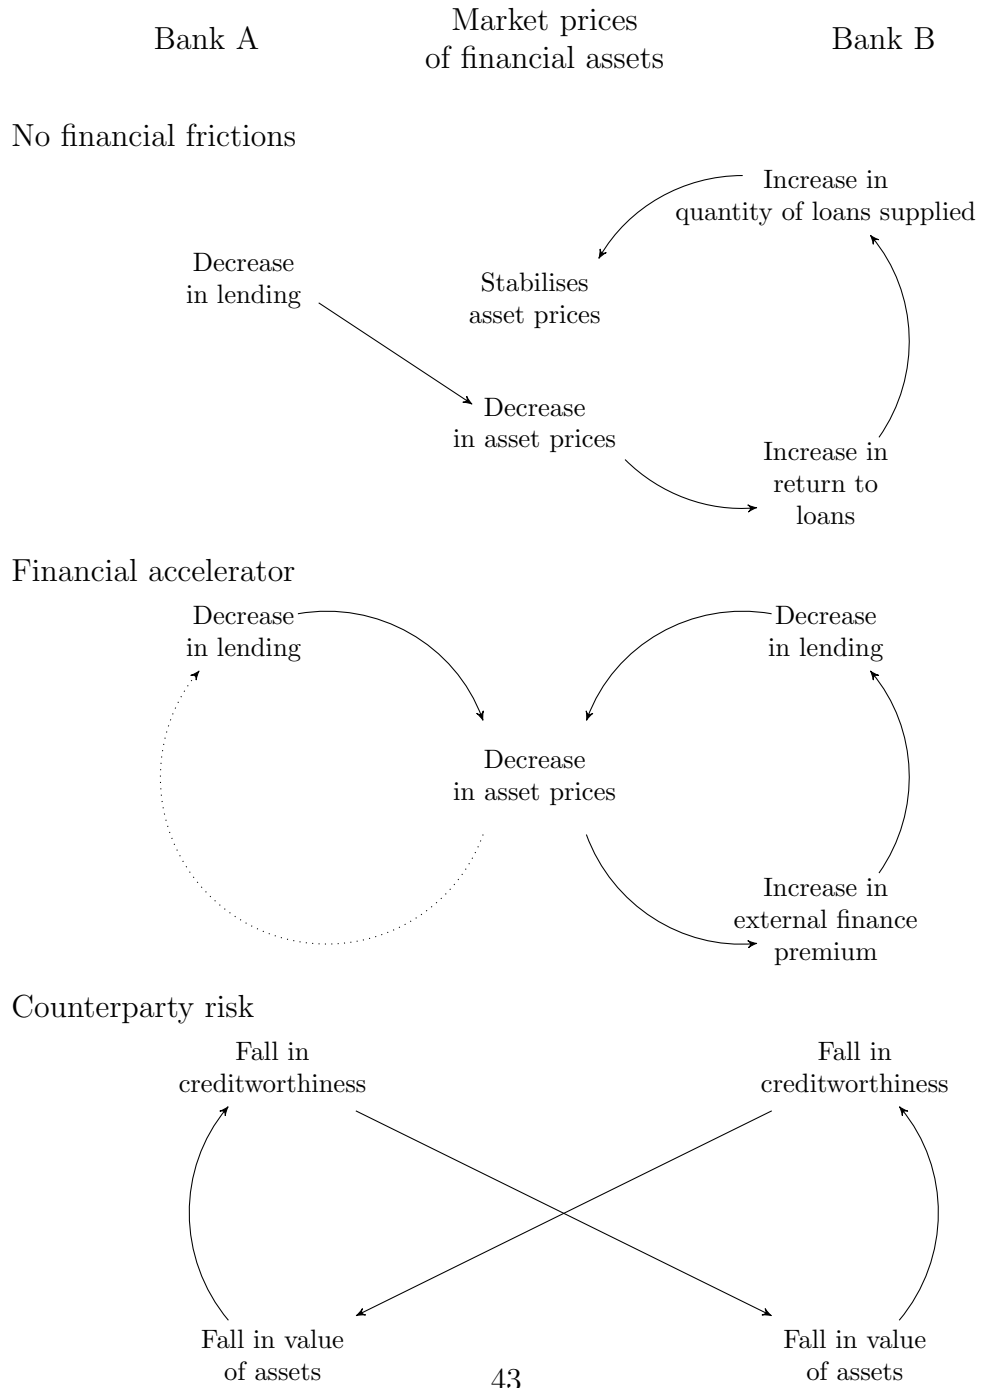 Bank A
Market prices
of financial assets
Bank B
No financial frictions
Increase in
quantity of loans supplied
Decrease
in lending
Stabilises
asset prices
Decrease
in asset prices
Increase in
return to
loans
Financial accelerator
Decrease
in lending
Decrease
in lending
Decrease
in asset prices
Increase in
external finance
premium
Counterparty risk
Fall in
creditworthiness
Fall in
creditworthiness
Fall in value
of assets
Fall in value
of assets
43